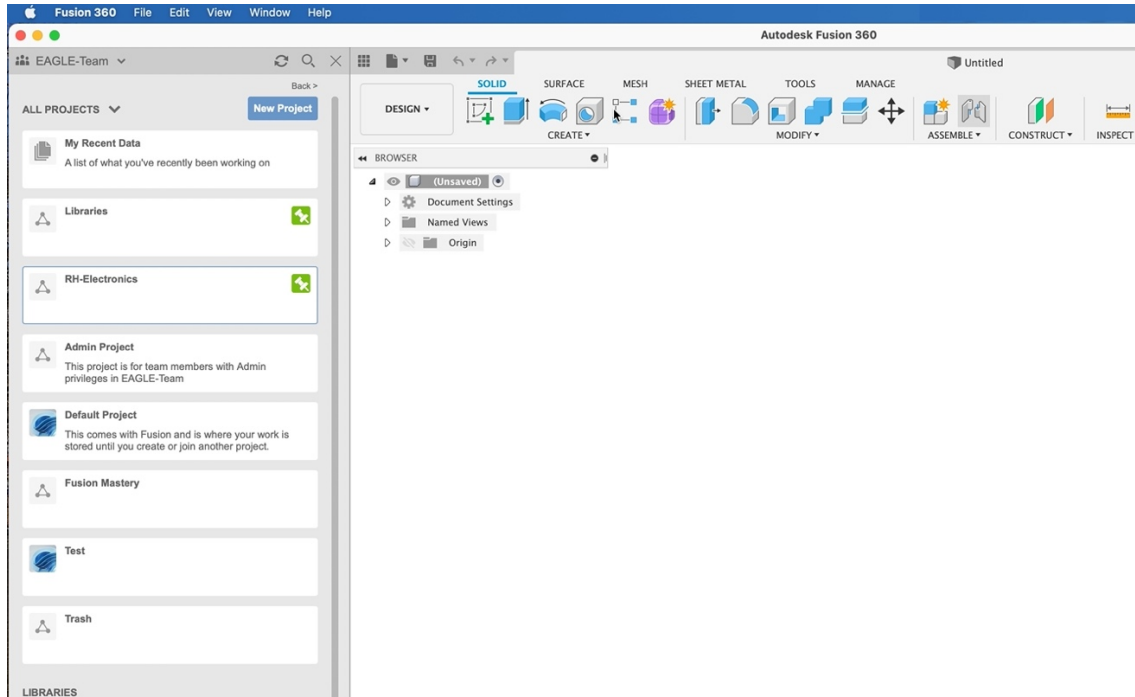 Fusion 360 File Edit View Window Help
Autodesk Fusion 360
EAGLE-Team
Untitled
Back >
ALL PROJECTS
New Project
My Recent Data
A list of what you've recently been working on
Libraries
RH-Electronics
Admin Project
This project is for team members with Admin
privileges in EAGLE-Team
Default Project
This comes with Fusion and is where your work is
stored until you create or join another project.
Fusion Mastery
Test
Trash
LIBRARIES
SOLID SURFACE MESH SHEET METAL TOOLS MANAGE
DESIGN
CREATE MODIFY ASSEMBLE CONSTRUCT INSPECT
BROWSER
(Unsaved)
Document Settings
Named Views
Origin